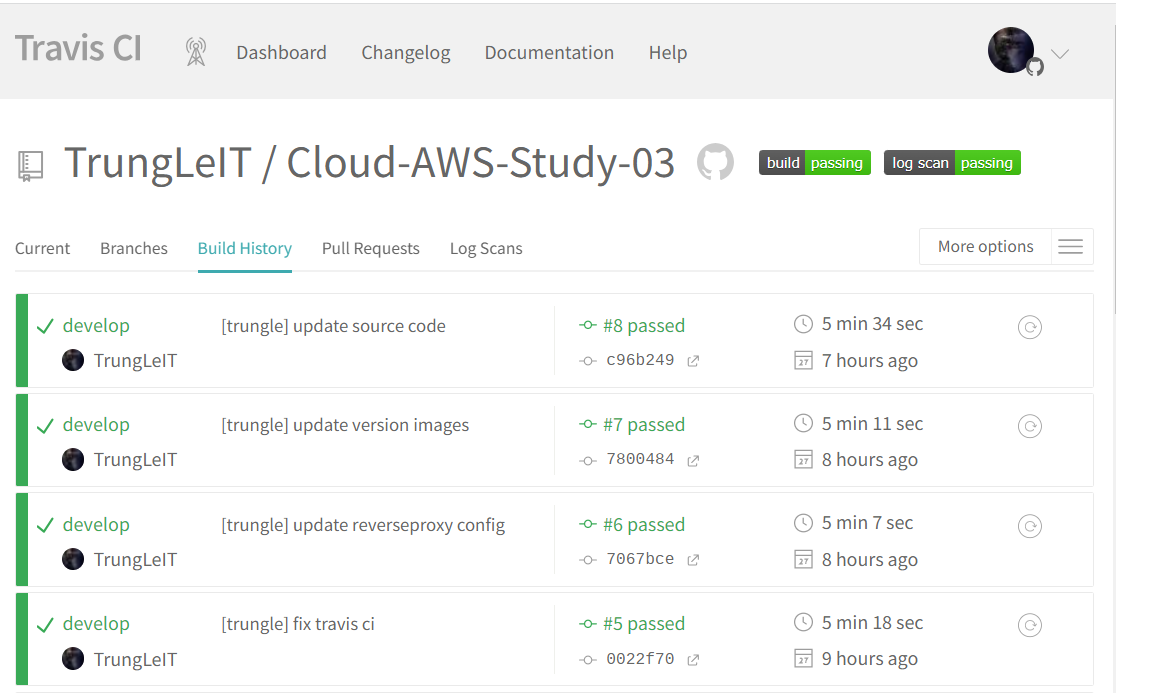 Travis CI Dashboard Changelog Documentation Help
TrungLeIT / Cloud-AWS-Study-03 build passing log scan passing
Current Branches Build History Pull Requests Log Scans More options
develop [trungle] update source code #8 passed 5 min 34 sec
TrungLeIT c96b249 27 7 hours ago
develop [trungle] update version images #7 passed 5 min 11 sec
TrungLeIT 7800484 27 8 hours ago
develop [trungle] update reverseproxy config #6 passed 5 min 7 sec
TrungLeIT 7067bce 27 8 hours ago
develop [trungle] fix travis ci #5 passed 5 min 18 sec
TrungLeIT 0022f70 27 9 hours ago